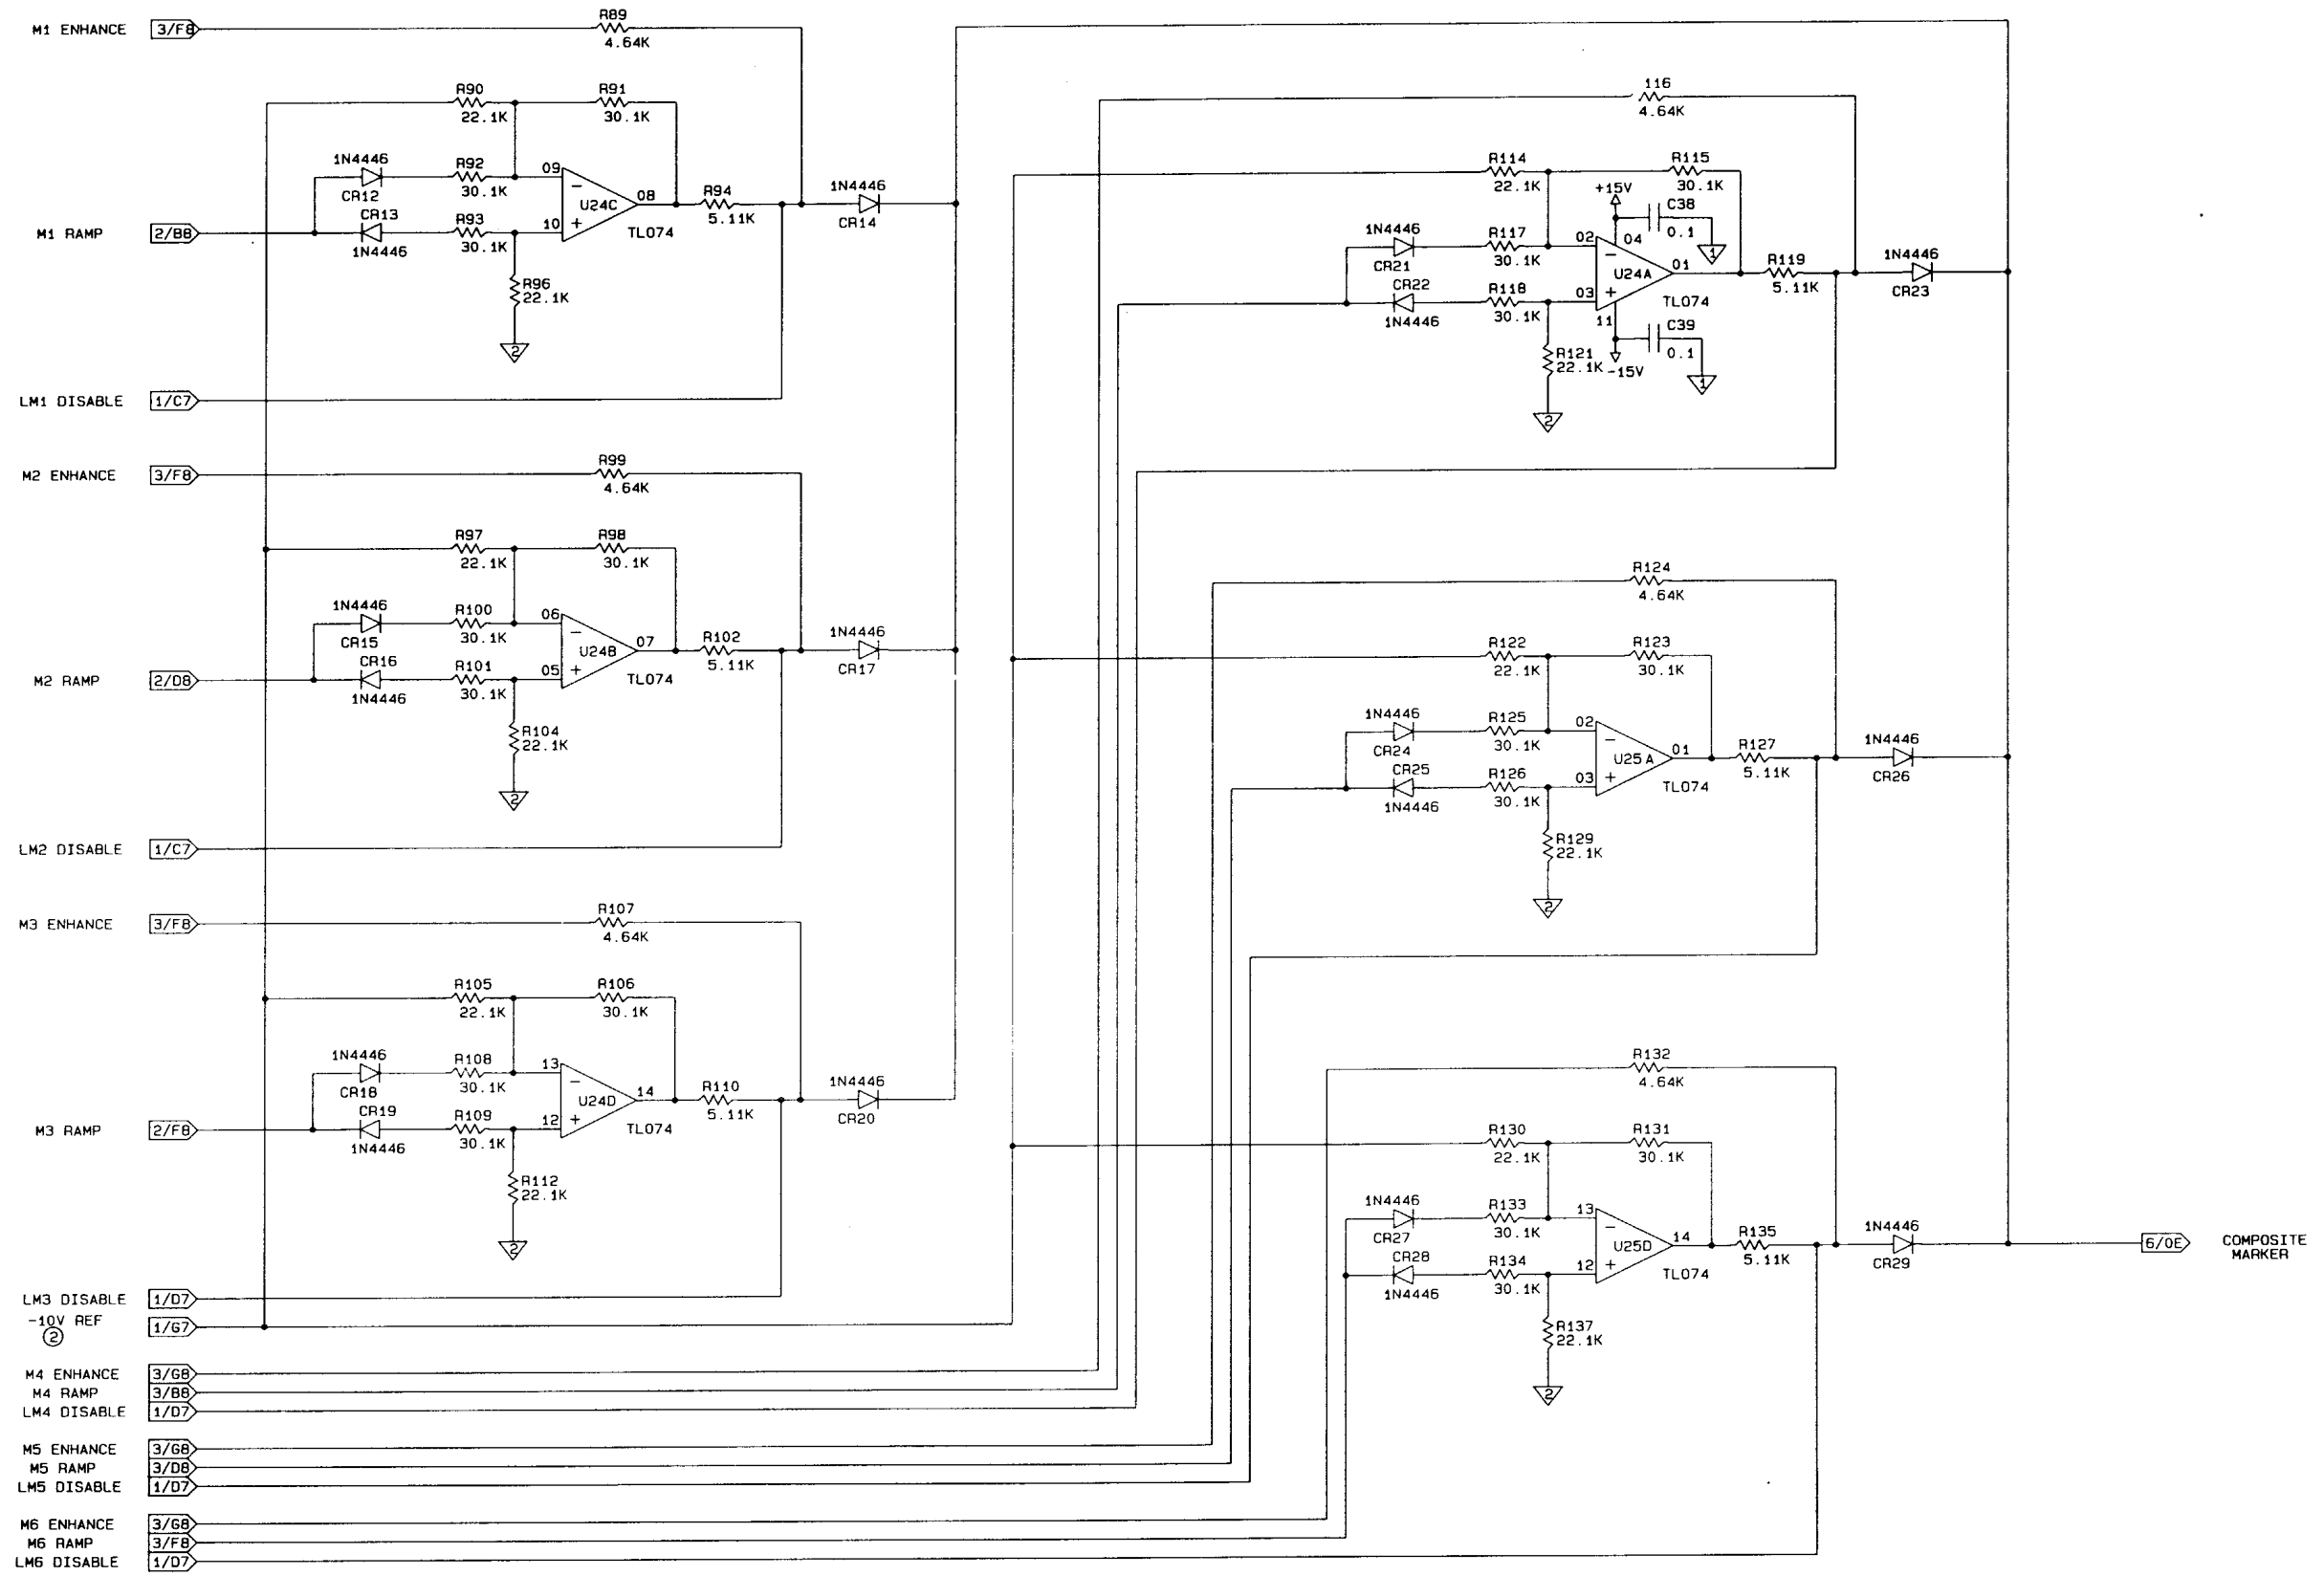 M1 ENHANCE 3/F8
R89
4.64K
R90
22.1K
R91
30.1K
1N4446
CR12
R92
30.1K
CR13
1N4446
R93
30.1K
09
10
U24C
08
TL074
R94
5.11K
1N4446
CR14
M1 RAMP 2/B8
R96
22.1K
2
LM1 DISABLE 1/C7
M2 ENHANCE 3/F8
R99
4.64K
R97
22.1K
R98
30.1K
1N4446
CR15
R100
30.1K
CR16
1N4446
R101
30.1K
06
05
U24B
07
TL074
R102
5.11K
1N4446
CR17
M2 RAMP 2/D8
R104
22.1K
2
LM2 DISABLE 1/C7
M3 ENHANCE 3/F8
R107
4.64K
R105
22.1K
R106
30.1K
1N4446
CR18
R108
30.1K
CR19
1N4446
R109
30.1K
13
12
U24D
14
TL074
R110
5.11K
1N4446
CR20
M3 RAMP 2/F8
R112
22.1K
2
LM3 DISABLE 1/D7
-10V REF 1/G7
2
M4 ENHANCE 3/G8
M4 RAMP 3/B8
LM4 DISABLE 1/D7
M5 ENHANCE 3/G8
M5 RAMP 3/D8
LM5 DISABLE 1/D7
M6 ENHANCE 3/G8
M6 RAMP 3/F8
LM6 DISABLE 1/D7
116
4.64K
R114
22.1K
R115
30.1K
+15V
C38
0.1
1
1N4446
CR21
R117
30.1K
CR22
1N4446
R118
30.1K
02
04
03
11
U24A
01
TL074
R119
5.11K
1N4446
CR23
C39
0.1
1
-15V
R121
22.1K
2
R124
4.64K
R122
22.1K
R123
30.1K
1N4446
CR24
R125
30.1K
CR25
1N4446
R126
30.1K
02
03
U25A
01
TL074
R127
5.11K
1N4446
CR26
R129
22.1K
2
R132
4.64K
R130
22.1K
R131
30.1K
1N4446
CR27
R133
30.1K
CR28
1N4446
R134
30.1K
13
12
U25D
14
TL074
R135
5.11K
1N4446
CR29
R137
22.1K
2
6/0E
COMPOSITE
MARKER